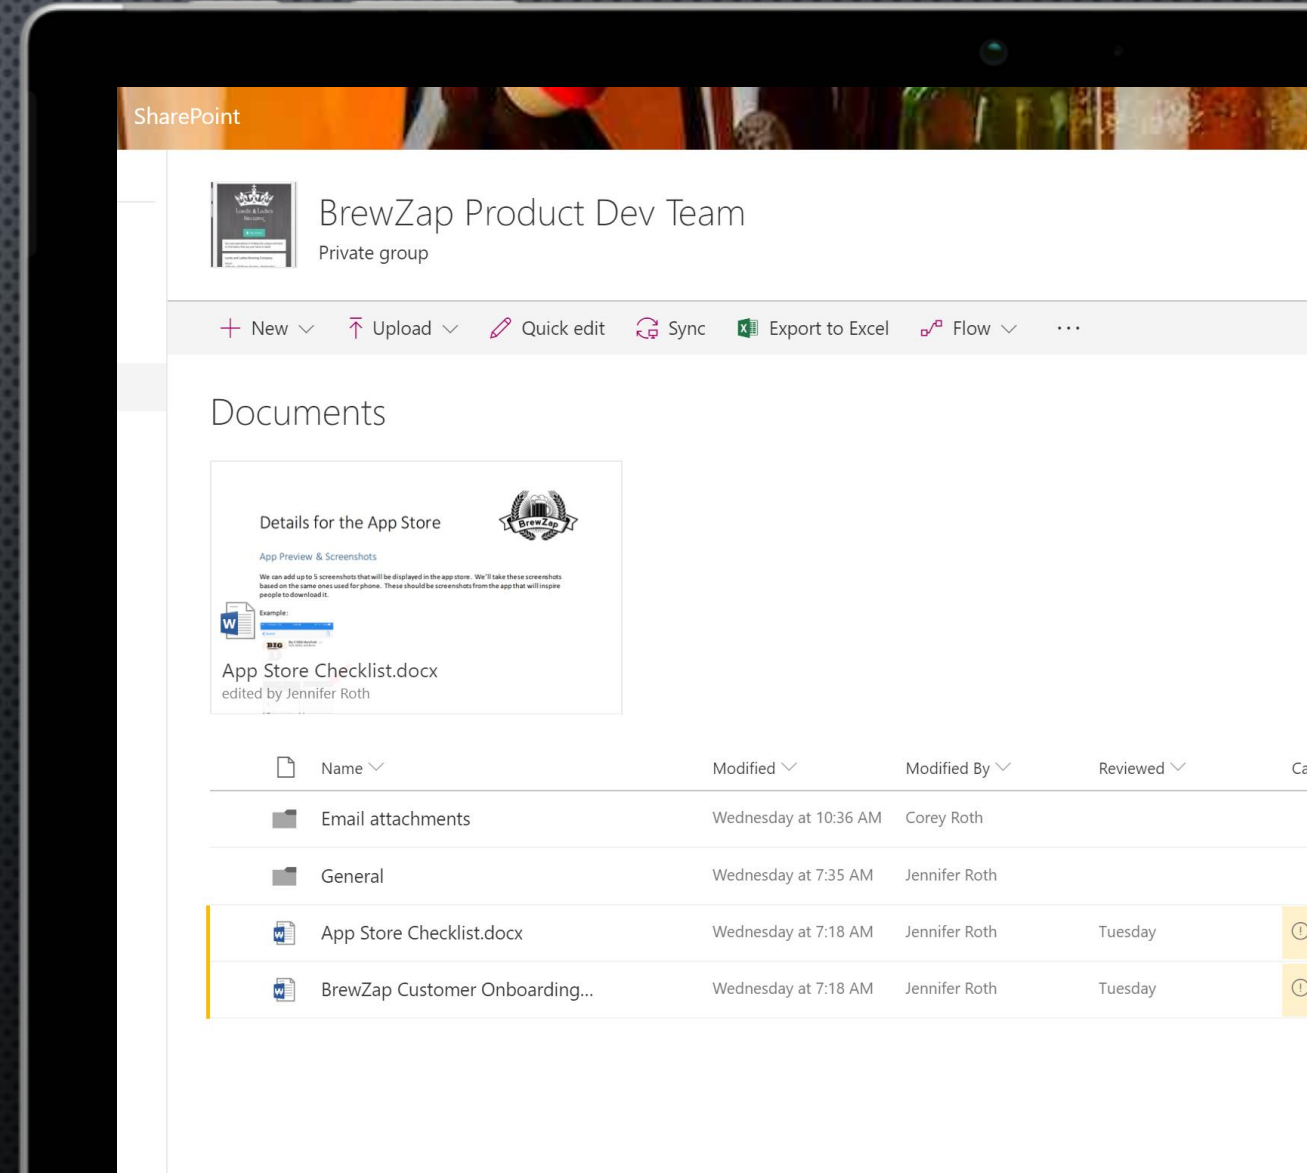 SharePoint
BrewZap Product Dev Team
Private group
New
Upload
Quick edit
Sync
Export to Excel
Flow
...
Documents
Details for the App Store
BrewZap
App Preview & Screenshots
We can add up to 5 screenshots that will be displayed in the app store. We'll take these screenshots
based on the same ones used for phone. These should be screenshots from the app that will inspire
people to download it.
Example:
BIG
App Store Checklist.docx
edited by Jennifer Roth
Name Modified Modified By Reviewed Ca
Email attachments Wednesday at 10:36 AM Corey Roth
General Wednesday at 7:35 AM Jennifer Roth
App Store Checklist.docx Wednesday at 7:18 AM Jennifer Roth Tuesday
BrewZap Customer Onboarding... Wednesday at 7:18 AM Jennifer Roth Tuesday